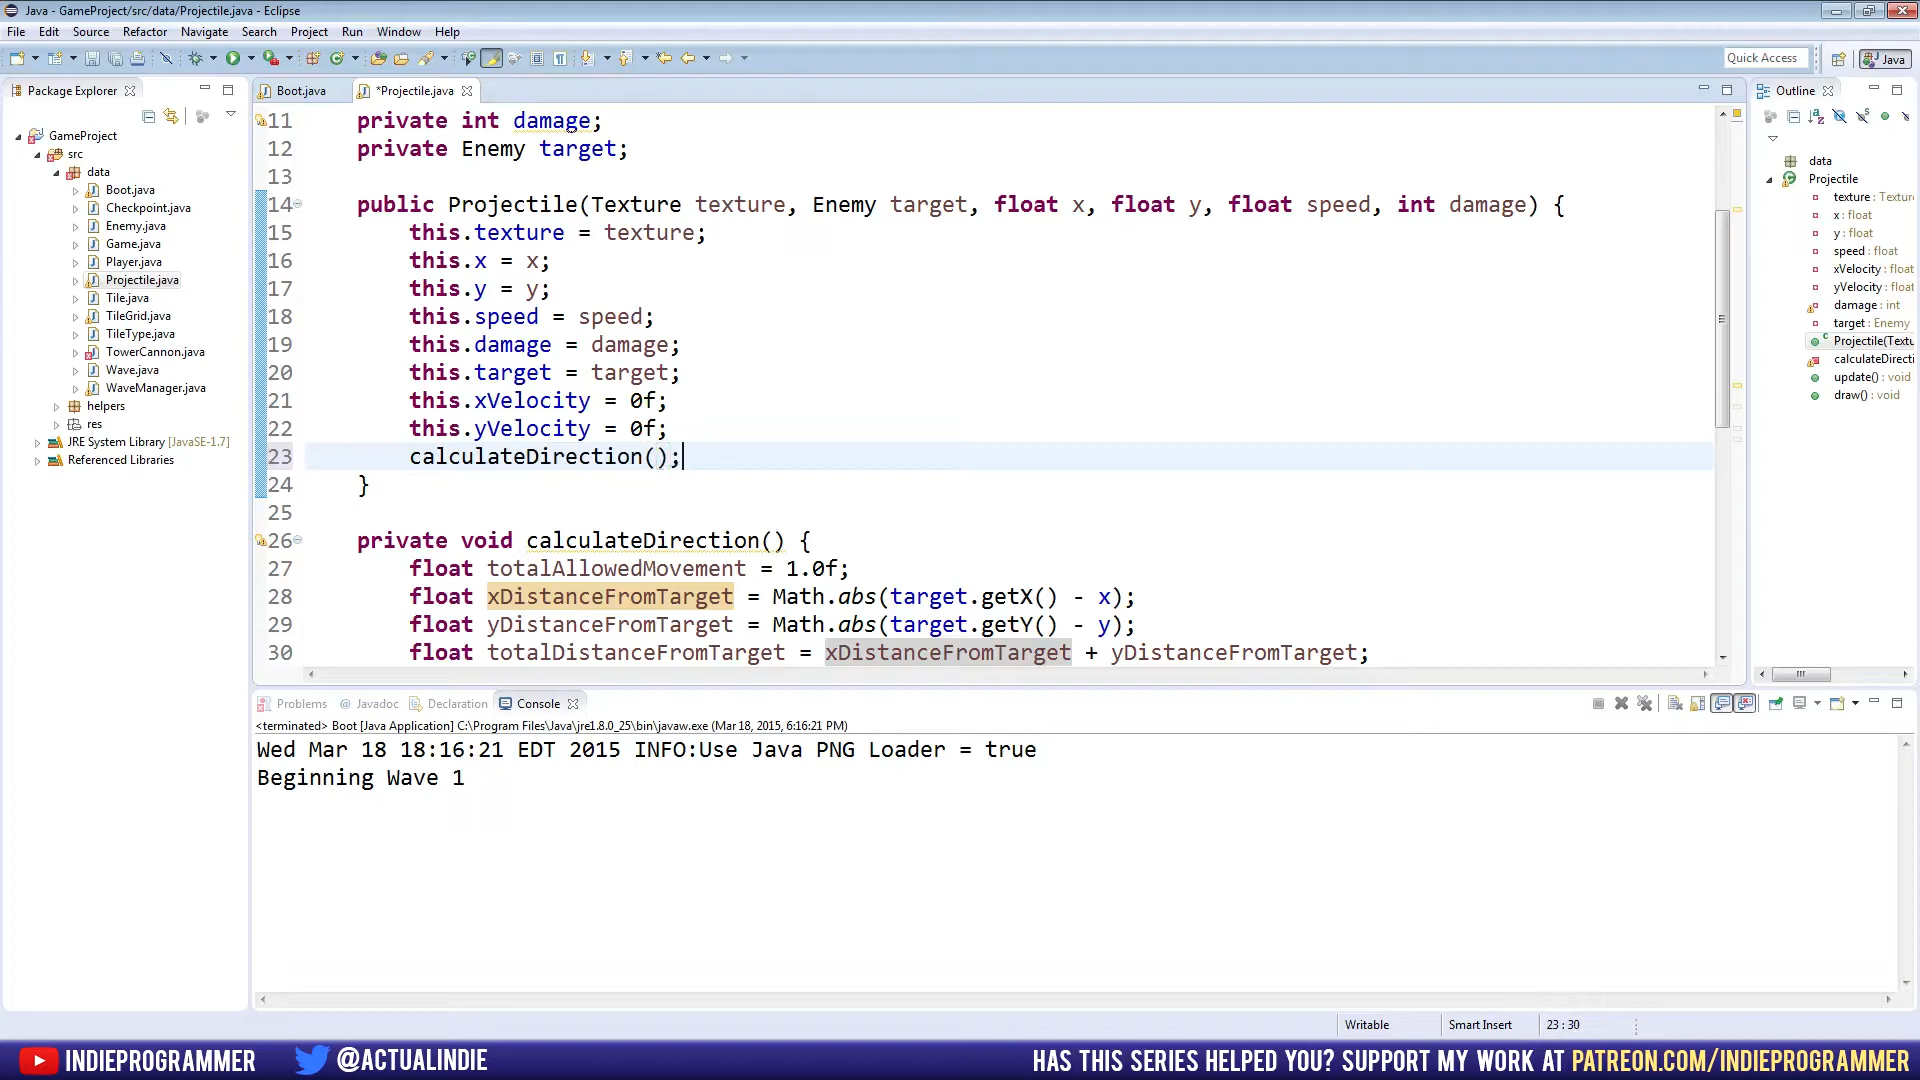 Java - GameProject/src/data/Projectile.java - Eclipse
File Edit Source Refactor Navigate Search Project Run Window Help
Quick Access
Java
Package Explorer
GameProject
src
data
Boot.java
Checkpoint.java
Enemy.java
Game.java
Player.java
Projectile.java
Tile.java
TileGrid.java
TileType.java
TowerCannon.java
Wave.java
WaveManager.java
helpers
res
JRE System Library [JavaSE-1.7]
Referenced Libraries
Boot.java *Projectile.java
11 private int damage;
12 private Enemy target;
13
14 public Projectile(Texture texture, Enemy target, float x, float y, float speed, int damage) {
15 this.texture = texture;
16 this.x = x;
17 this.y = y;
18 this.speed = speed;
19 this.damage = damage;
20 this.target = target;
21 this.xVelocity = 0f;
22 this.yVelocity = 0f;
23 calculateDirection();
24 }
25
26 private void calculateDirection() {
27 float totalAllowedMovement = 1.0f;
28 float xDistanceFromTarget = Math.abs(target.getX() - x);
29 float yDistanceFromTarget = Math.abs(target.getY() - y);
30 float totalDistanceFromTarget = xDistanceFromTarget + yDistanceFromTarget;
Outline
data
Projectile
texture : Texture
x : float
y : float
speed : float
xVelocity : float
yVelocity : float
damage : int
target : Enemy
Projectile(Textu
calculateDirecti
update() : void
draw() : void
Problems @ Javadoc Declaration Console
<terminated> Boot [Java Application] C:\Program Files\Java\jre1.8.0_25\bin\javaw.exe (Mar 18, 2015, 6:16:21 PM)
Wed Mar 18 18:16:21 EDT 2015 INFO:Use Java PNG Loader = true
Beginning Wave 1
Writable Smart Insert 23 : 30
INDIEPROGRAMMER @ACTUALINDIE HAS THIS SERIES HELPED YOU? SUPPORT MY WORK AT PATREON.COM/INDIEPROGRAMMER